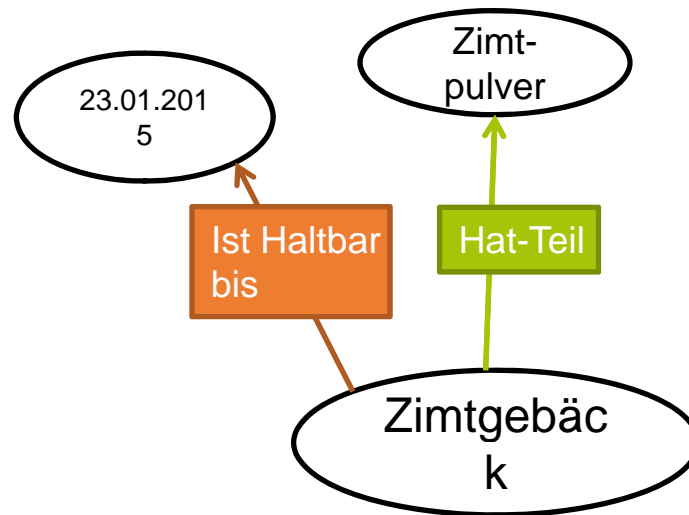 Zimt-
pulver
23.01.201
5
Ist Haltbar
bis
Hat-Teil
Zimtgebäc
k